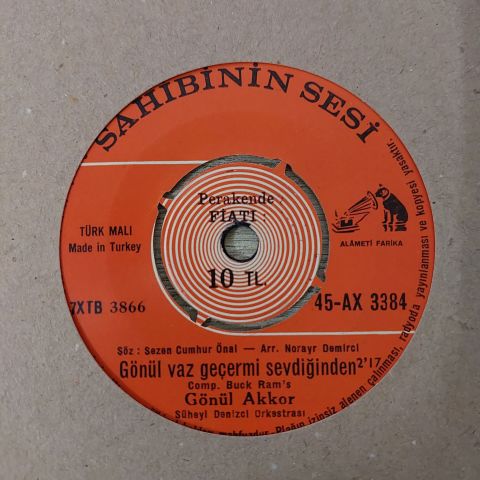 SAHİBİNİN SESİ
Perakende
FİATI
10 TL.
TÜRK MALI
Made in Turkey
ALÂMETİ FARİKA
7XTB 3866
45-AX 3384
Söz : Sezen Cumhur Önal — Arr. Norayr Demirci
Gönül vaz geçermi sevdiğinden 2'17
Comp. Buck Ram's
Gönül Akkor
Süheyl Denizci Orkestrası
mahfuzdur. Plağın izinsiz alenen çalınması, radyoda yayınlanması ve kopyesi yasaktır.